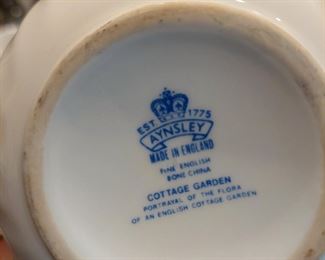 EST. 1775
AYNSLEY
MADE IN ENGLAND
FINE ENGLISH
BONE CHINA
COTTAGE GARDEN
PORTRAYAL OF THE FLORA
OF AN ENGLISH COTTAGE GARDEN